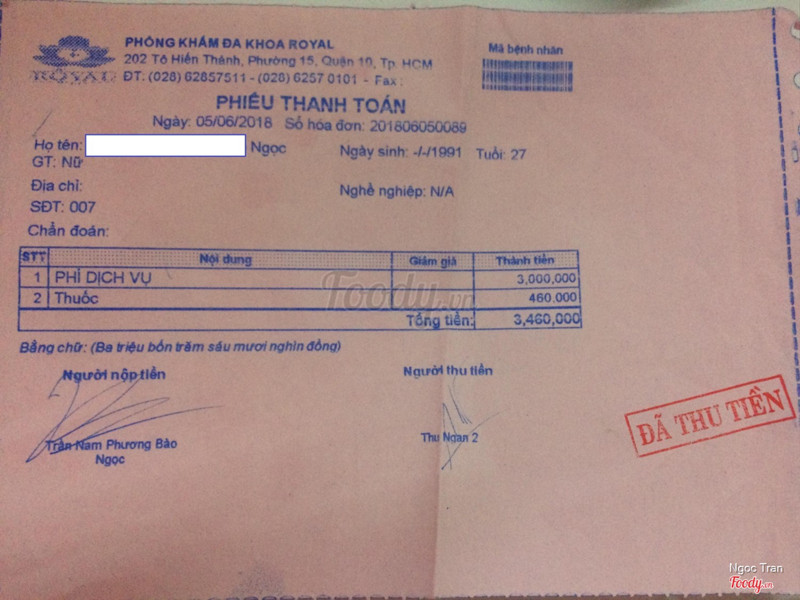 PHÒNG KHÁM ĐA KHOA ROYAL
202 Tô Hiến Thành, Phường 15, Quận 10, Tp. HCM
ĐT: (028) 62857511 - (028) 6257 0101 - Fax :
ROYAL
Mã bệnh nhân
PHIẾU THANH TOÁN
Ngày: 05/06/2018 Số hóa đơn: 201806050089
Họ tên: Ngọc Ngày sinh: -/-/1991 Tuổi: 27
GT: Nữ
Địa chỉ: Nghề nghiệp: N/A
SĐT: 007
Chẩn đoán:
STT Nội dung Giảm giá Thành tiền
1 PHÍ DỊCH VỤ 3,000,000
2 Thuốc 460,000
Tổng tiền: 3,460,000
Foody.vn
Bằng chữ: (Ba triệu bốn trăm sáu mươi nghìn đồng)
Người nộp tiền Người thu tiền
Trần Nam Phương Bảo Thu Ngan 2
Ngọc
ĐÃ THU TIỀN
Ngoc Tran
Foody.vn